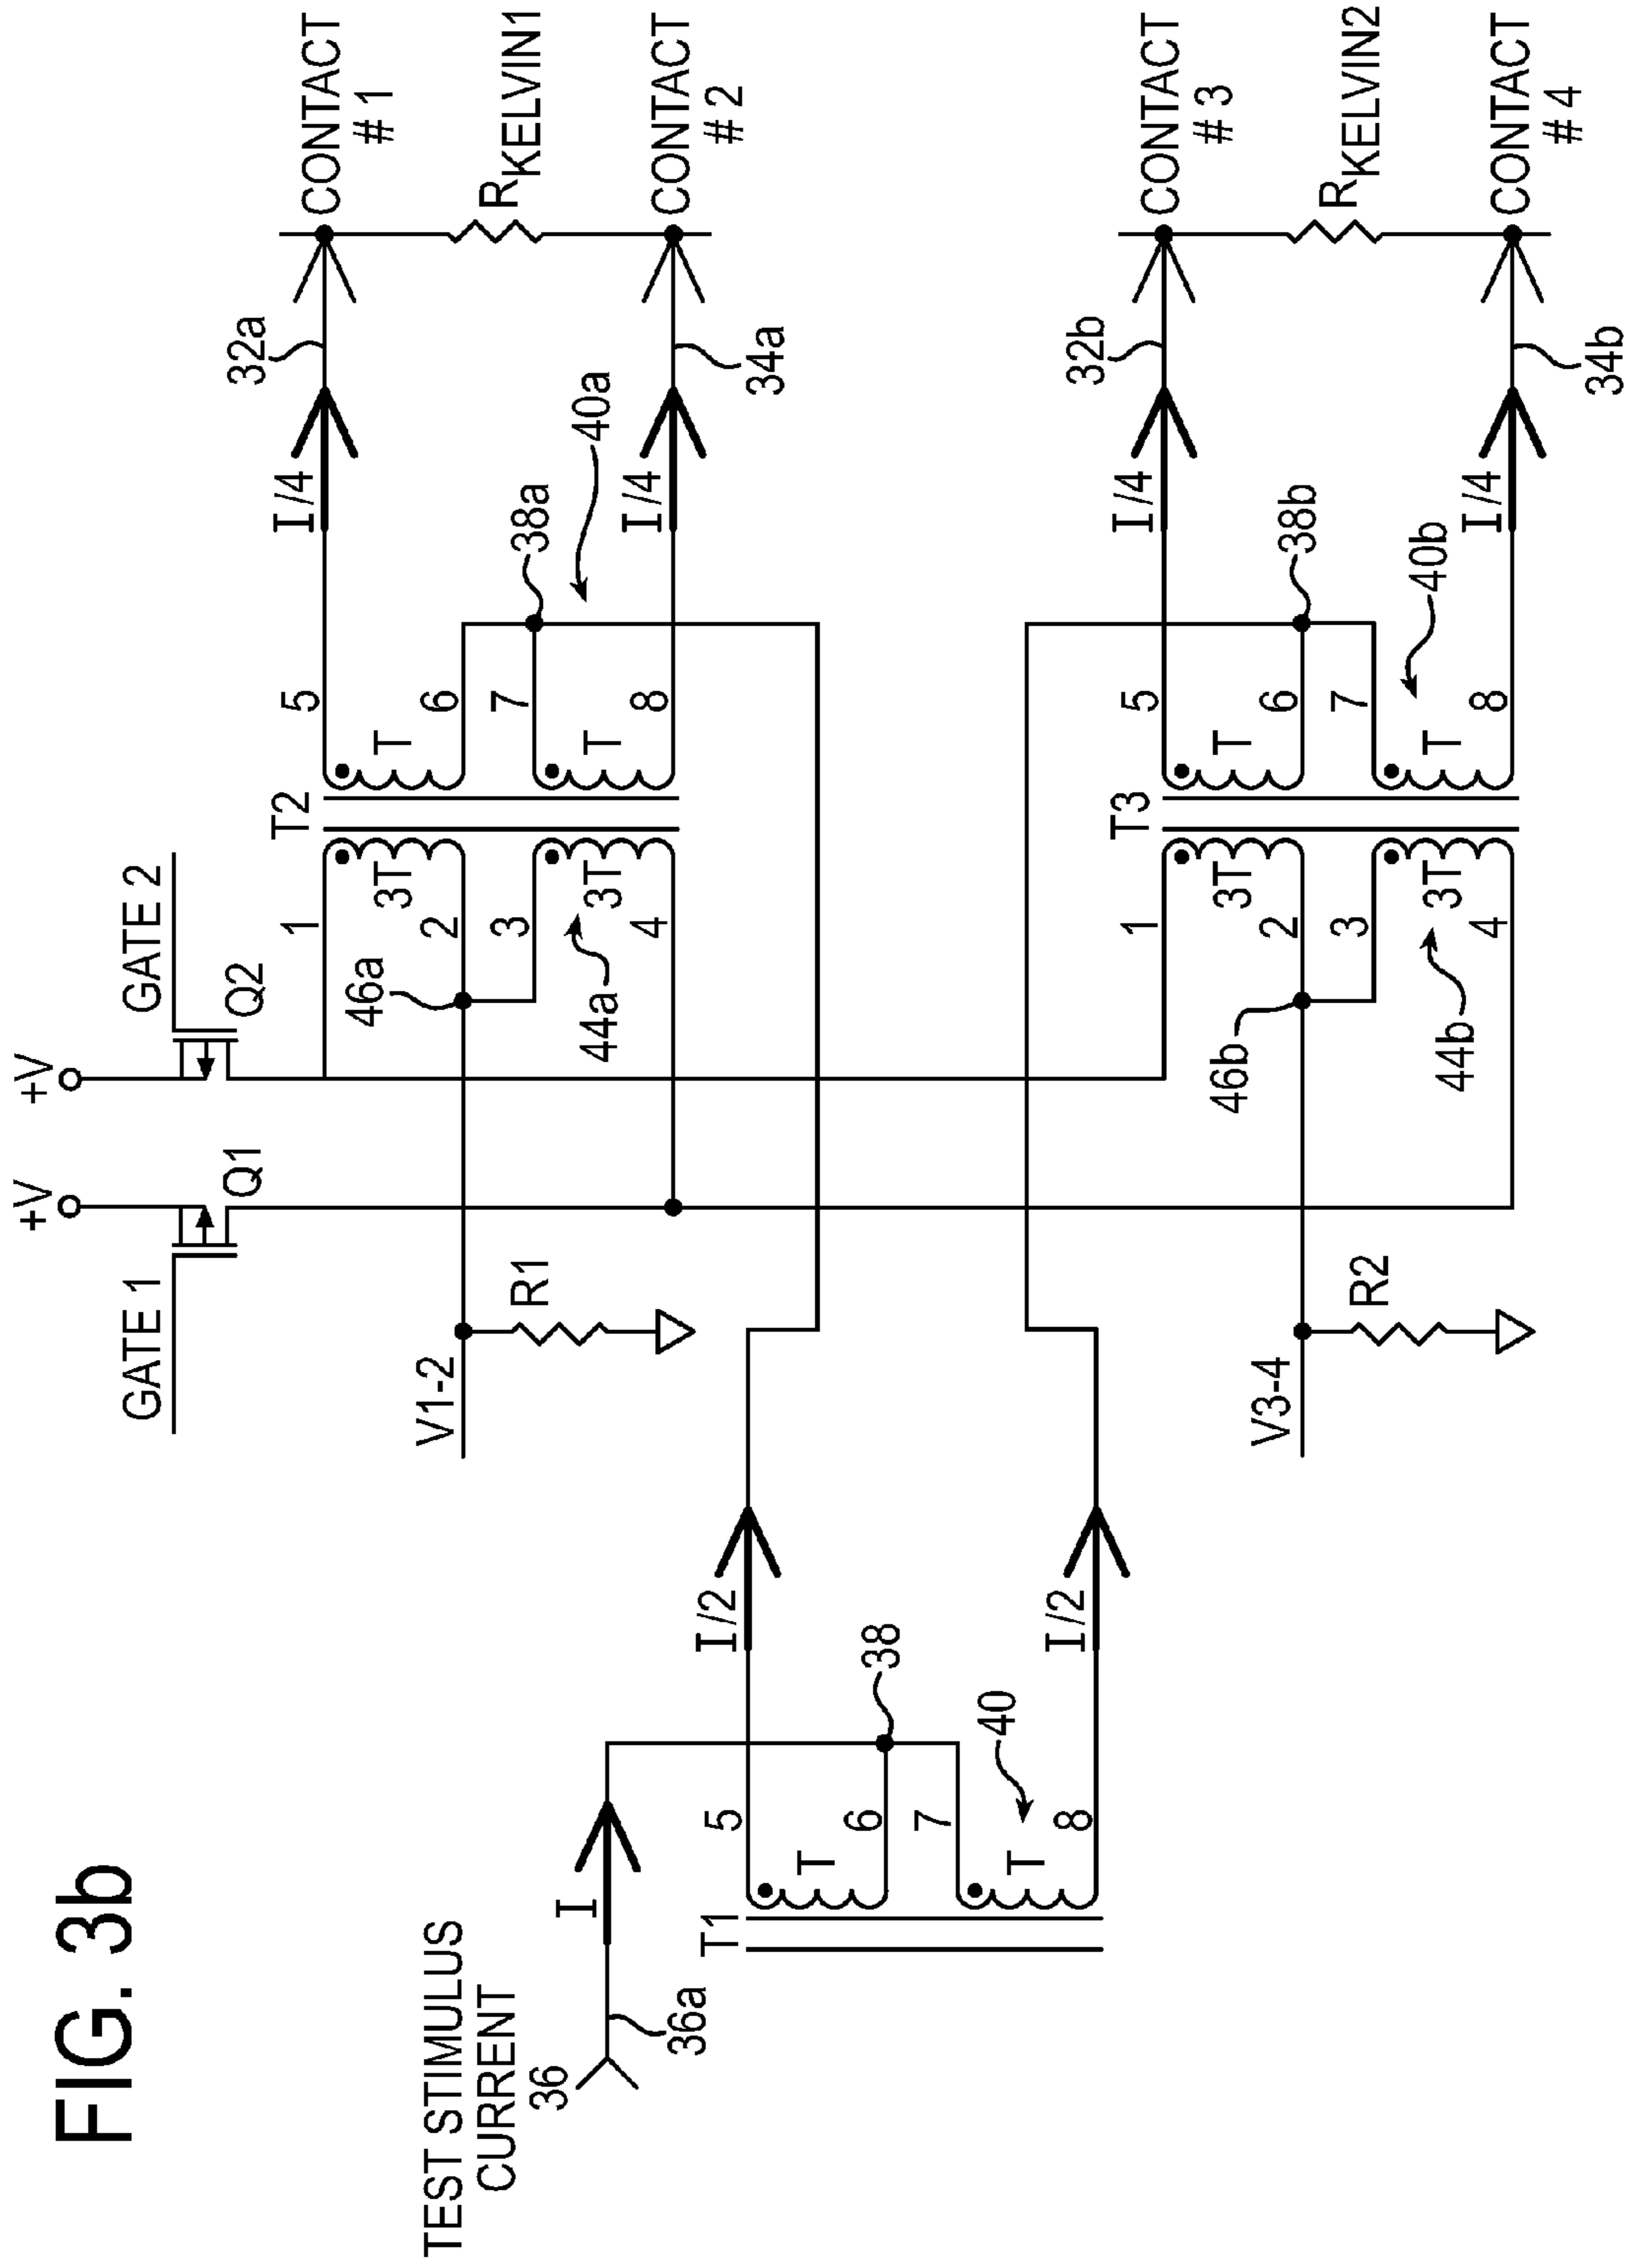 FIG. 3b
TEST STIMULUS
CURRENT
36
36a
I
T1
5
T
6
7
T
8
38
40
I/2
I/2
GATE 1
Q1
+V
GATE 2
Q2
+V
V1-2
R1
V3-4
R2
46a
44a
T2
1
3T
2
3
3T
4
5
T
6
7
T
8
38a
40a
I/4
I/4
32a
34a
CONTACT
# 1
RKELVIN1
CONTACT
# 2
46b
44b
T3
1
3T
2
3
3T
4
5
T
6
7
T
8
38b
40b
I/4
I/4
32b
34b
CONTACT
# 3
RKELVIN2
CONTACT
# 4